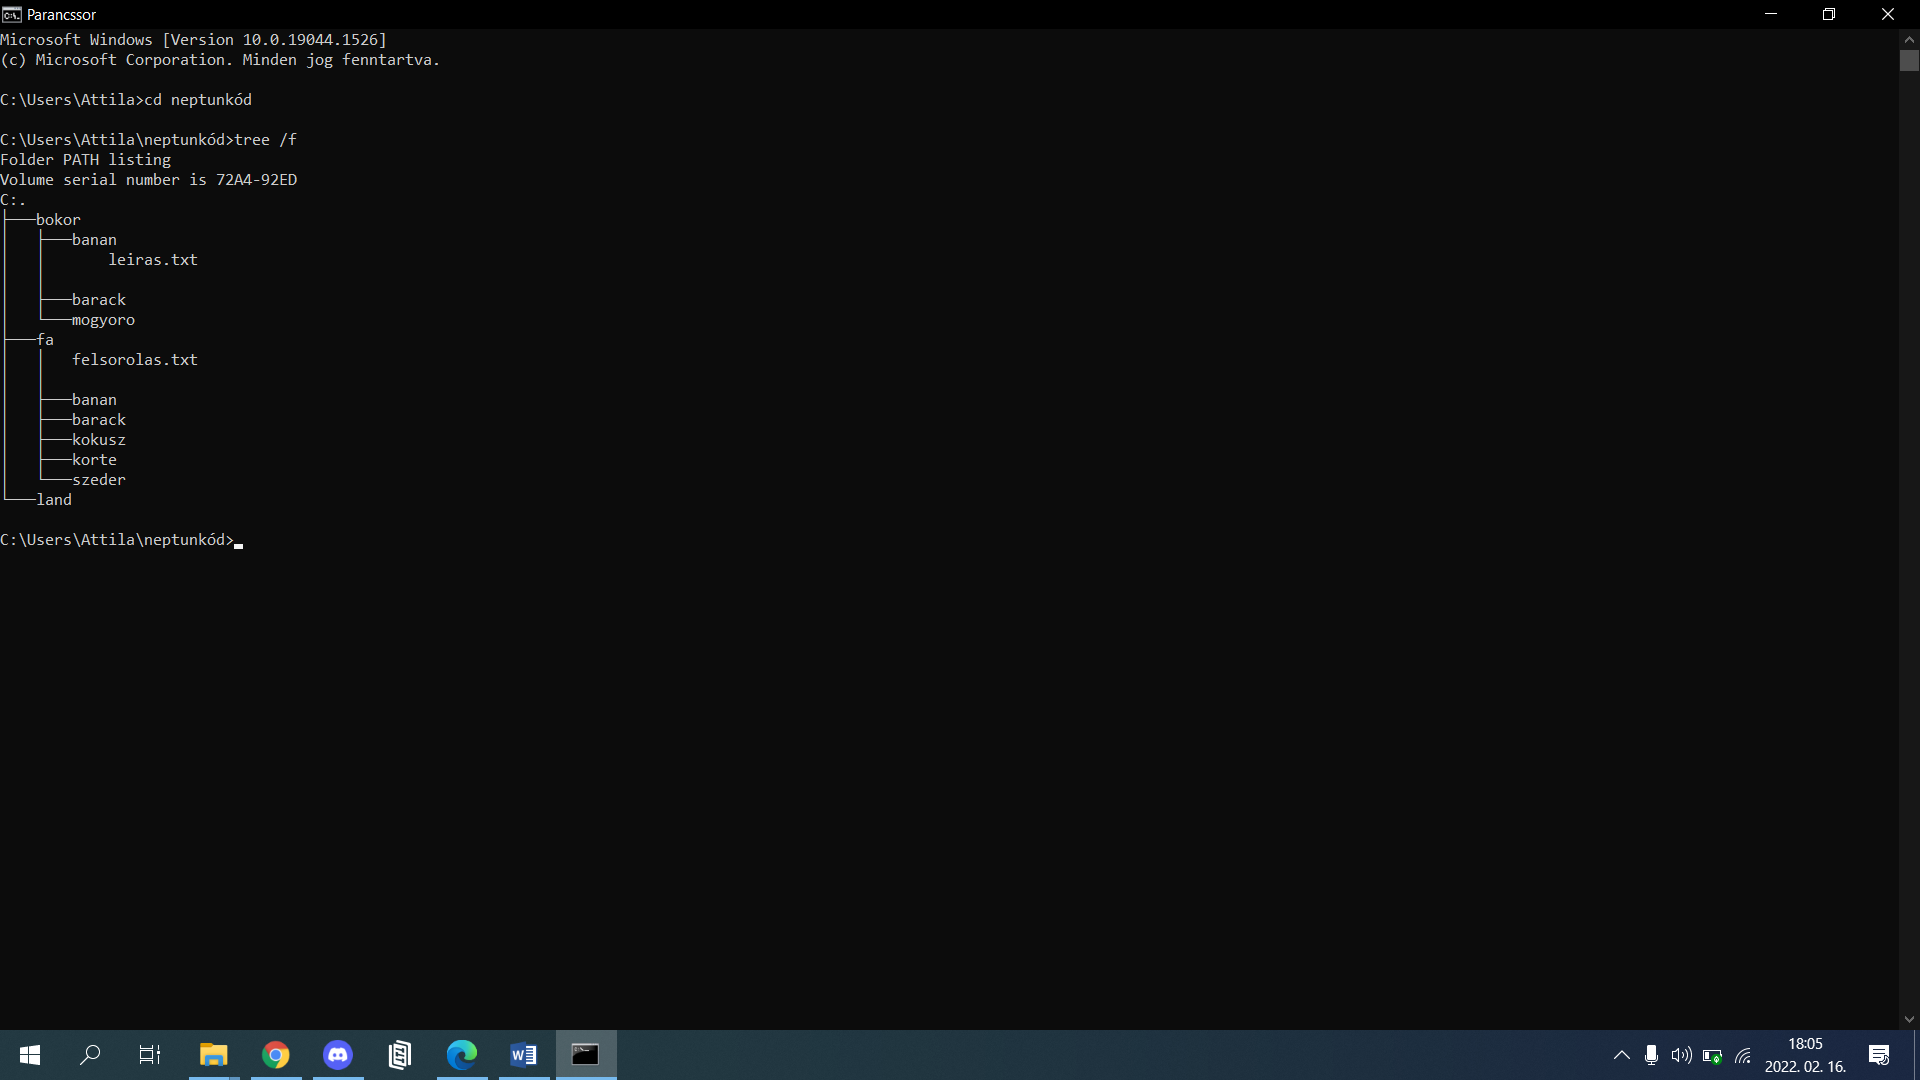 Parancssor
Microsoft Windows [Version 10.0.19044.1526]
(c) Microsoft Corporation. Minden jog fenntartva.
C:\Users\Attila>cd neptunkód
C:\Users\Attila\neptunkód>tree /f
Folder PATH listing
Volume serial number is 72A4-92ED
C:.
├───bokor
│   ├───banan
│   │       leiras.txt
│   │
│   ├───barack
│   └───mogyoro
├───fa
│   │   felsorolas.txt
│   │
│   ├───banan
│   ├───barack
│   ├───kokusz
│   ├───korte
│   └───szeder
└───land
C:\Users\Attila\neptunkód>
18:05
2022. 02. 16.